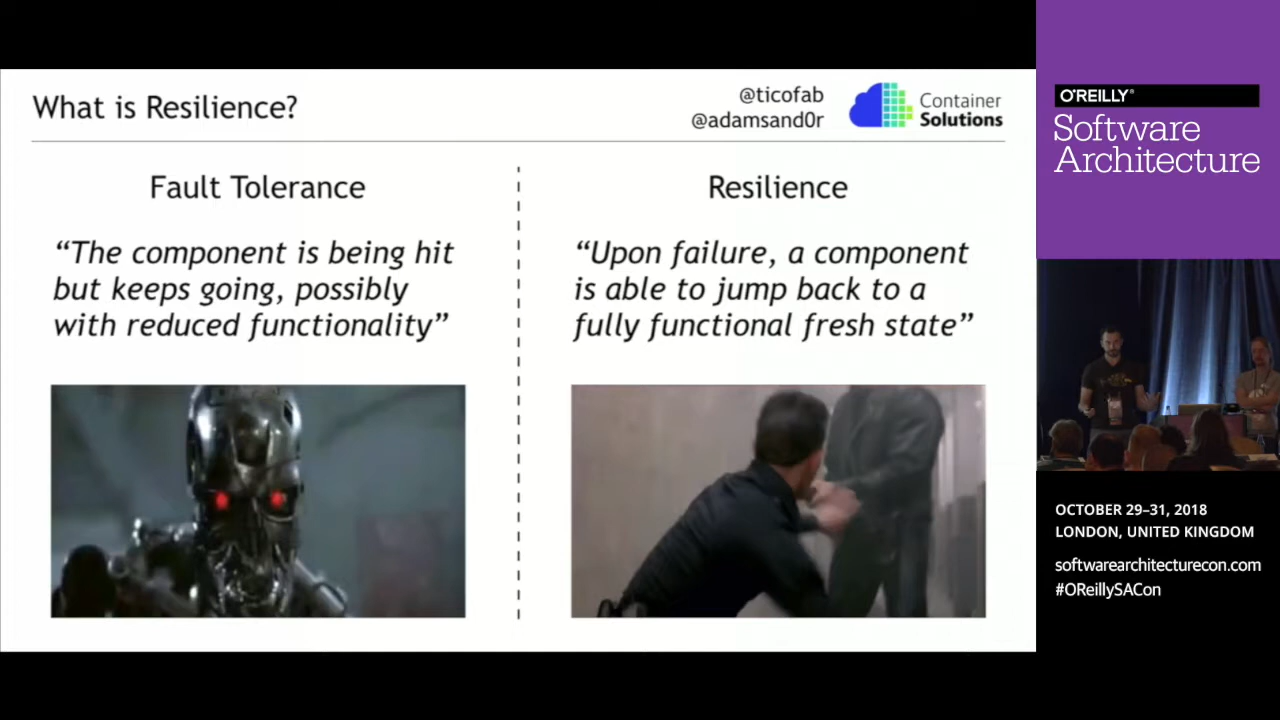 What is Resilience?
@ticofab
@adamsand0r
Container
Solutions
Fault Tolerance
“The component is being hit
but keeps going, possibly
with reduced functionality”
Resilience
“Upon failure, a component
is able to jump back to a
fully functional fresh state”
O'REILLY®
Software
Architecture
OCTOBER 29–31, 2018
LONDON, UNITED KINGDOM
softwarearchitecturecon.com
#OReillySACon